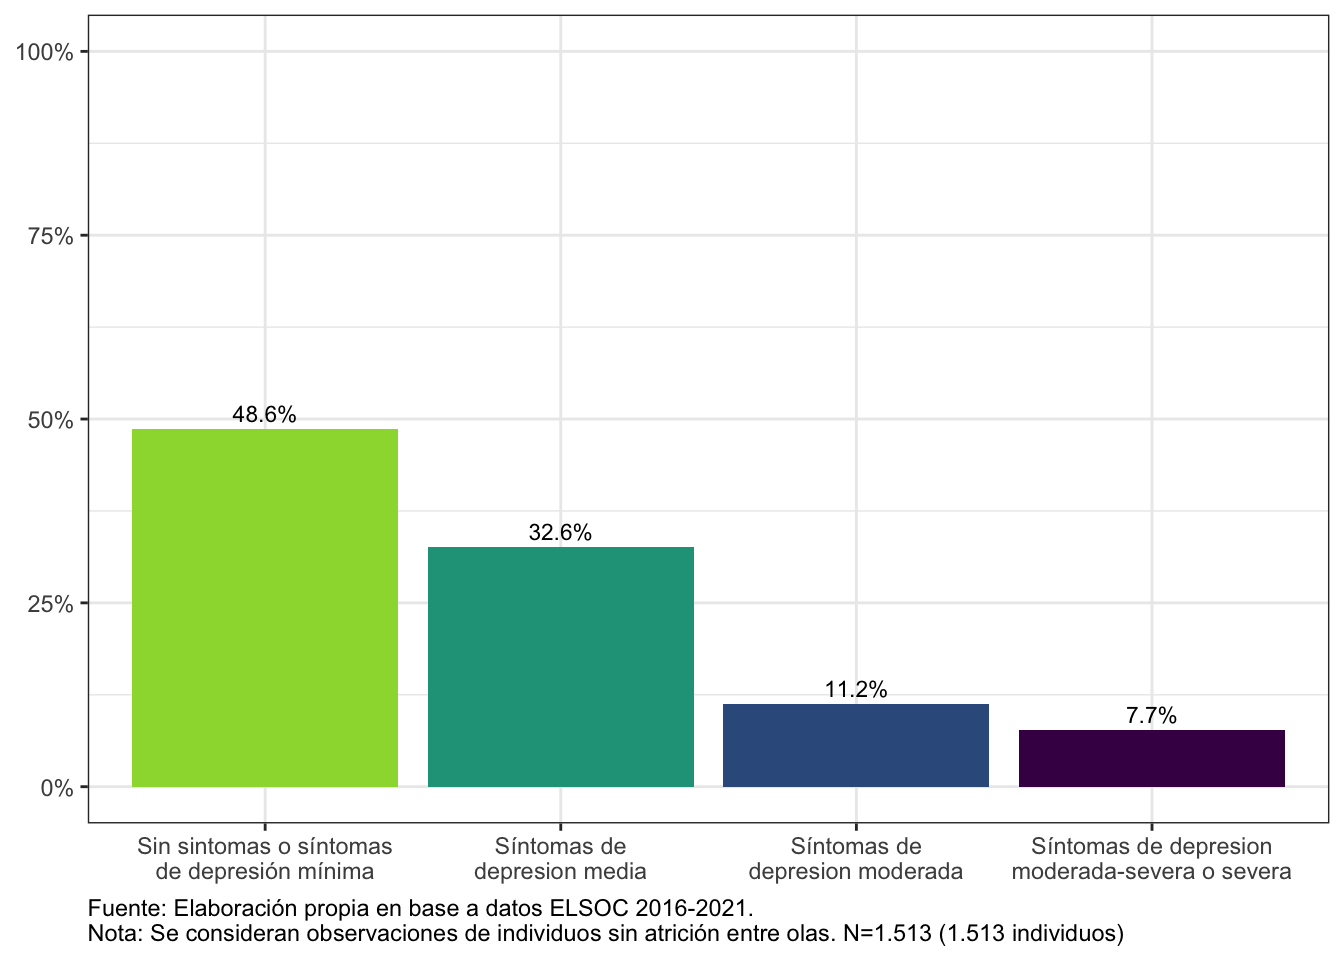 100%
75%
50%
25%
0%
48.6%
32.6%
11.2%
7.7%
Sin sintomas o síntomas
de depresión mínima
Síntomas de
depresion media
Síntomas de
depresion moderada
Síntomas de depresion
moderada-severa o severa
Fuente: Elaboración propia en base a datos ELSOC 2016-2021.
Nota: Se consideran observaciones de individuos sin atrición entre olas. N=1.513 (1.513 individuos)